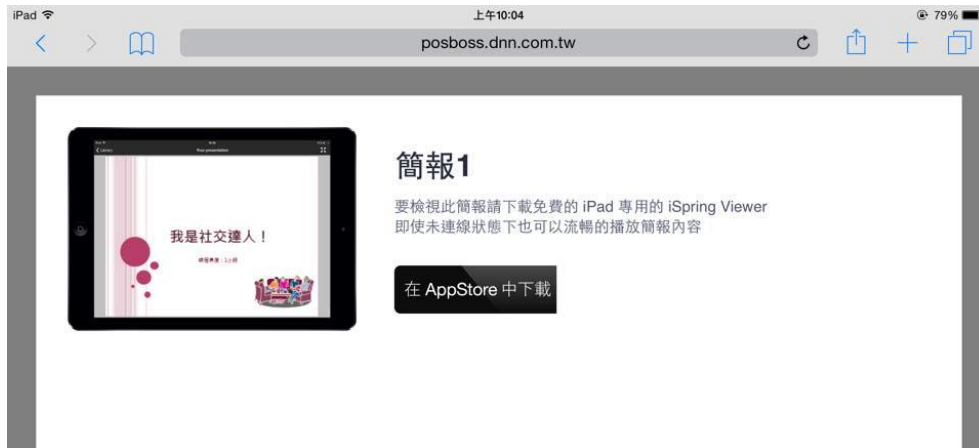 iPad 上午10:04 79%
posboss.dnn.com.tw
簡報1
我是社交達人！
要檢視此簡報請下載免費的 iPad 專用的 iSpring Viewer
即使未連線狀態下也可以流暢的播放簡報內容
在 AppStore 中下載